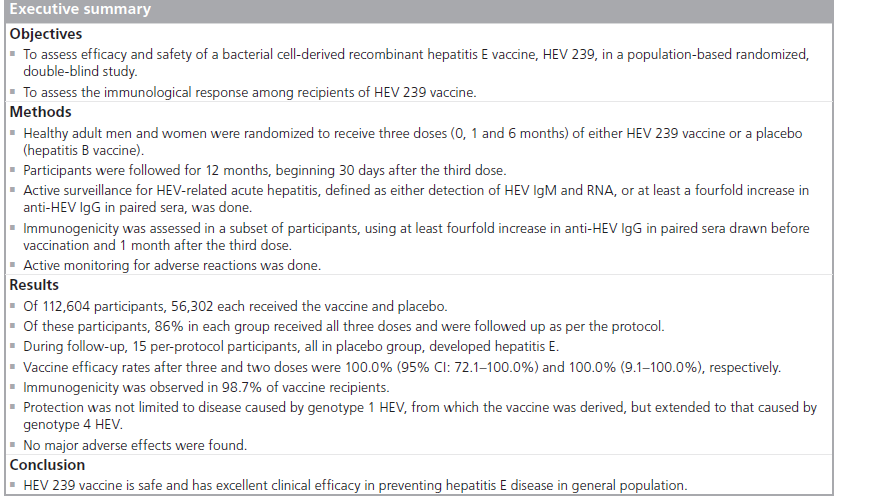 Executive summary
Objectives
▪ To assess efficacy and safety of a bacterial cell-derived recombinant hepatitis E vaccine, HEV 239, in a population-based randomized,
double-blind study.
▪ To assess the immunological response among recipients of HEV 239 vaccine.
Methods
▪ Healthy adult men and women were randomized to receive three doses (0, 1 and 6 months) of either HEV 239 vaccine or a placebo
(hepatitis B vaccine).
▪ Participants were followed for 12 months, beginning 30 days after the third dose.
▪ Active surveillance for HEV-related acute hepatitis, defined as either detection of HEV IgM and RNA, or at least a fourfold increase in
anti-HEV IgG in paired sera, was done.
▪ Immunogenicity was assessed in a subset of participants, using at least fourfold increase in anti-HEV IgG in paired sera drawn before
vaccination and 1 month after the third dose.
▪ Active monitoring for adverse reactions was done.
Results
▪ Of 112,604 participants, 56,302 each received the vaccine and placebo.
▪ Of these participants, 86% in each group received all three doses and were followed up as per the protocol.
▪ During follow-up, 15 per-protocol participants, all in placebo group, developed hepatitis E.
▪ Vaccine efficacy rates after three and two doses were 100.0% (95% CI: 72.1–100.0%) and 100.0% (9.1–100.0%), respectively.
▪ Immunogenicity was observed in 98.7% of vaccine recipients.
▪ Protection was not limited to disease caused by genotype 1 HEV, from which the vaccine was derived, but extended to that caused by
genotype 4 HEV.
▪ No major adverse effects were found.
Conclusion
▪ HEV 239 vaccine is safe and has excellent clinical efficacy in preventing hepatitis E disease in general population.